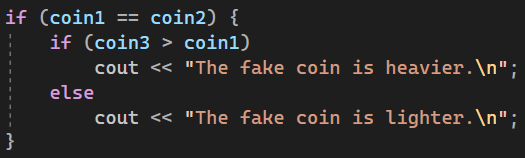 if (coin1 == coin2) {
    if (coin3 > coin1)
        cout << "The fake coin is heavier.\n";
    else
        cout << "The fake coin is lighter.\n";
}